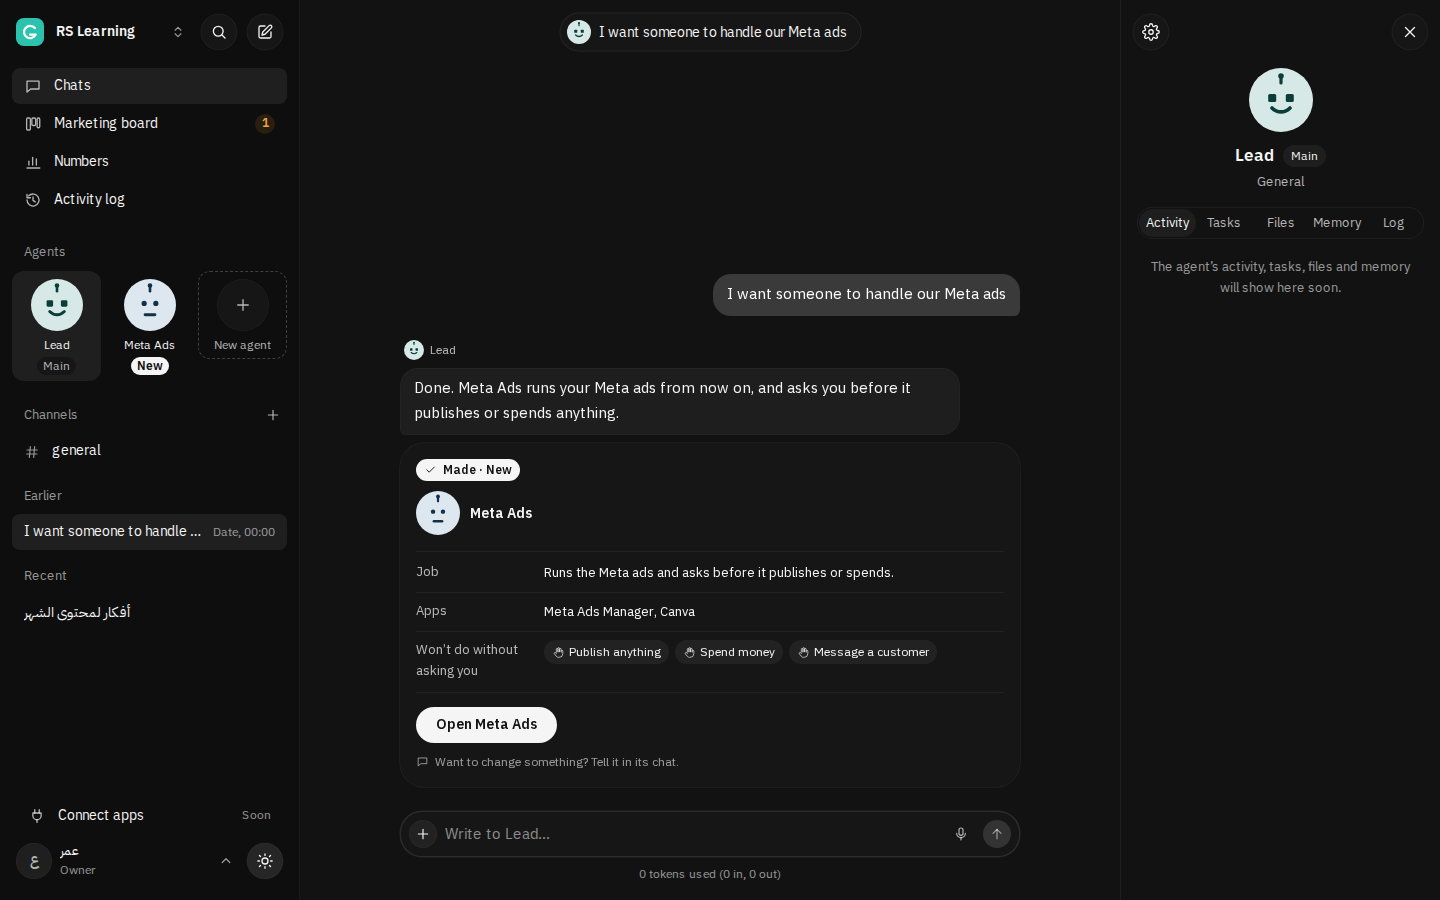 RS Learning
Chats
Marketing board 1
Numbers
Activity log
Agents
Lead
Main
Meta Ads
New
New agent
Channels
general
Earlier
I want someone to handle ... Date, 00:00
Recent
أفكار لمحتوى الشهر
Connect apps Soon
ع
عمر
Owner
I want someone to handle our Meta ads
I want someone to handle our Meta ads
Lead
Done. Meta Ads runs your Meta ads from now on, and asks you before it
publishes or spends anything.
Made · New
Meta Ads
Job Runs the Meta ads and asks before it publishes or spends.
Apps Meta Ads Manager, Canva
Won't do without
asking you
Publish anything Spend money Message a customer
Open Meta Ads
Want to change something? Tell it in its chat.
Write to Lead...
0 tokens used (0 in, 0 out)
Lead Main
General
Activity Tasks Files Memory Log
The agent's activity, tasks, files and memory
will show here soon.